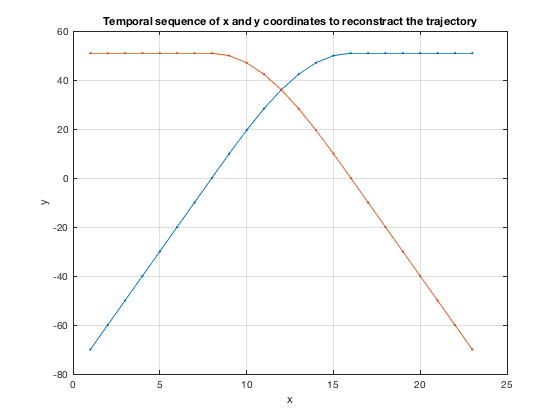 Temporal sequence of x and y coordinates to reconstract the trajectory
60
40
20
0
-20
-40
-60
-80
y
0 5 10 15 20 25
x